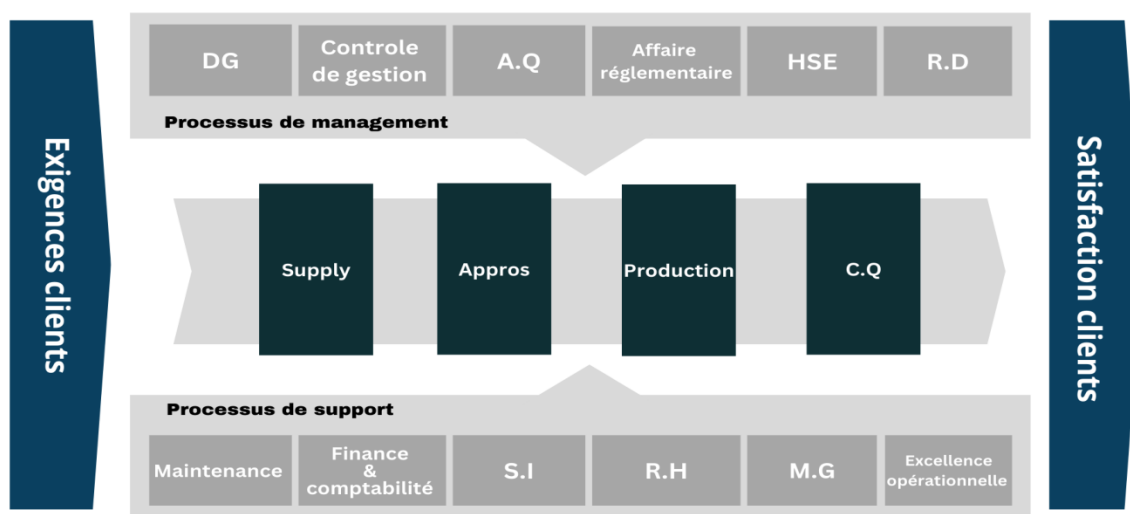 Exigences clients
DG
Controle
de gestion
A.Q
Affaire
réglementaire
HSE
R.D
Processus de management
Supply
Appros
Production
C.Q
Processus de support
Maintenance
Finance
&
comptabilité
S.I
R.H
M.G
Excellence
opérationnelle
Satisfaction clients